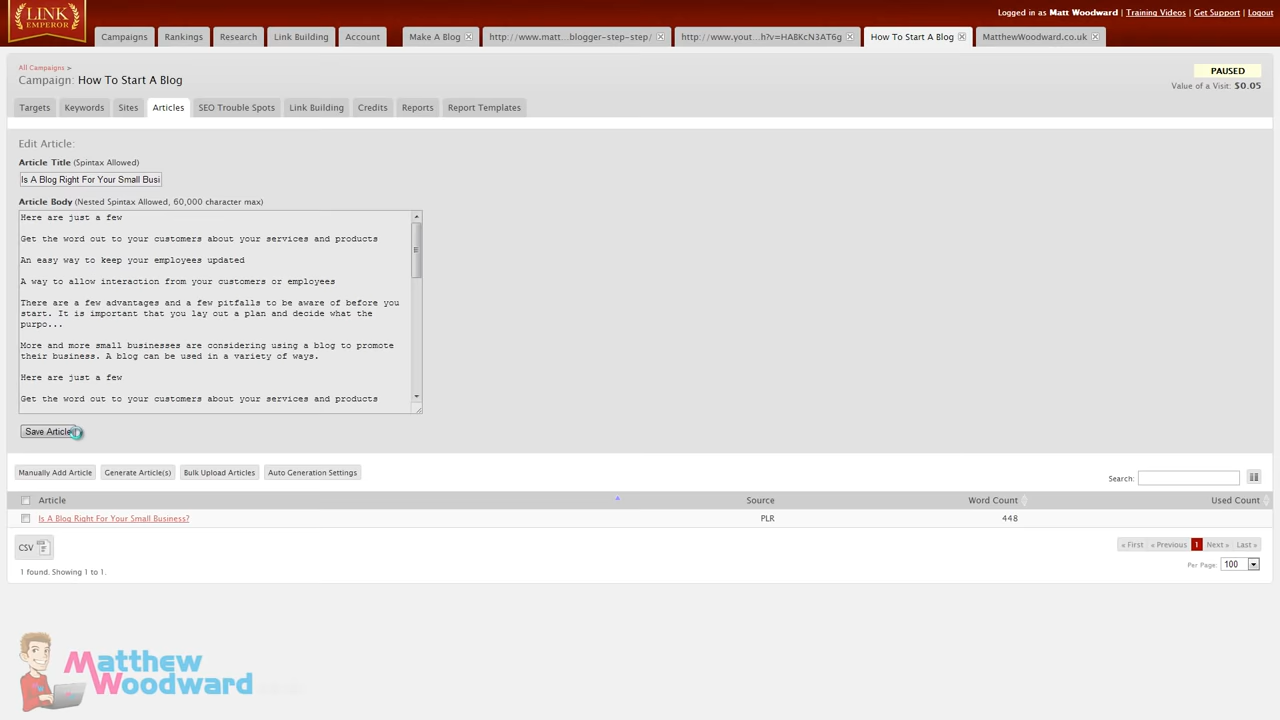 LINK
EMPEROR
Logged in as Matt Woodward | Training Videos | Get Support | Logout
Campaigns Rankings Research Link Building Account Make A Blog http://www.matt...blogger-step-step/ http://www.yout...h?v=HABKcN3AT6g How To Start A Blog MatthewWoodward.co.uk
All Campaigns >
Campaign: How To Start A Blog
PAUSED
Value of a Visit: $0.05
Targets Keywords Sites Articles SEO Trouble Spots Link Building Credits Reports Report Templates
Edit Article:
Article Title (Spintax Allowed)
Is A Blog Right For Your Small Busi
Article Body (Nested Spintax Allowed, 60,000 character max)
Here are just a few
Get the word out to your customers about your services and products
An easy way to keep your employees updated
A way to allow interaction from your customers or employees
There are a few advantages and a few pitfalls to be aware of before you
start. It is important that you lay out a plan and decide what the
purpo...
More and more small businesses are considering using a blog to promote
their business. A blog can be used in a variety of ways.
Here are just a few
Get the word out to your customers about your services and products
Save Article
Manually Add Article Generate Article(s) Bulk Upload Articles Auto Generation Settings
Search:
Article Source Word Count Used Count
Is A Blog Right For Your Small Business? PLR 448
CSV
« First « Previous 1 Next » Last »
Per Page: 100
1 found. Showing 1 to 1.
Matthew
Woodward